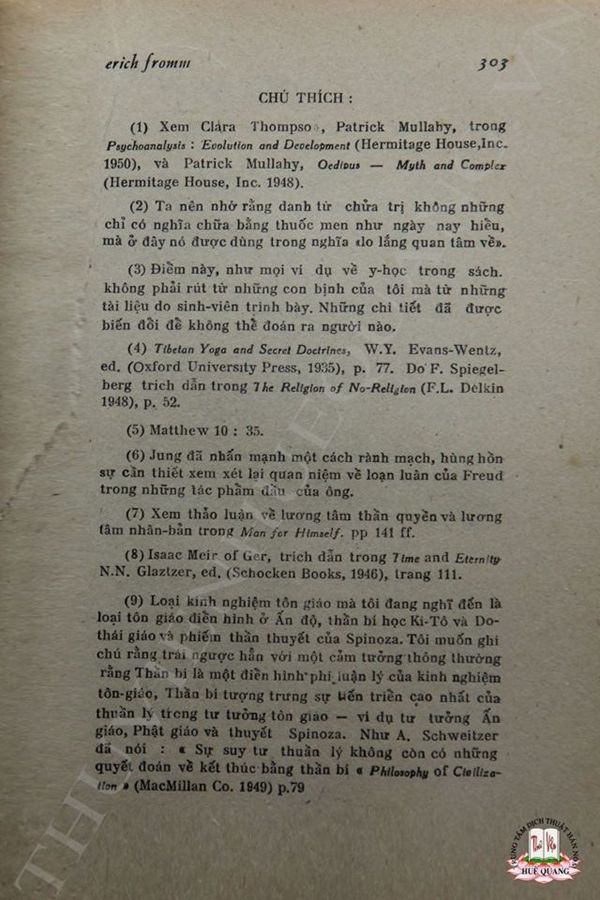 erich fromm 303
CHÚ THÍCH :
(1) Xem Clára Thompso , Patrick Mullahy, trong
Psychoanalysis : Evolution and Development (Hermitage House,Inc.
1950), và Patrick Mullahy, Oedipus — Myth and Complex
(Hermitage House, Inc. 1948).
(2) Ta nên nhớ rằng danh từ chữa trị không những
chỉ có nghĩa chữa bằng thuốc men như ngày nay hiểu,
mà ở đây nó được dùng trong nghĩa «lo lắng quan tâm về».
(3) Điểm này, như mọi ví dụ về y-học trong sách.
không phải rút từ những con bịnh của tôi mà từ những
tài liệu do sinh-viên trình bày. Những chi tiết đã được
biến đổi để không thể đoán ra người nào.
(4) Tibetan Yoga and Secret Doctrines, W.Y. Evans-Wentz,
ed. (Oxford University Press, 1935), p. 77. Do F. Spiegel-
berg trích dẫn trong The Religion of No-Religion (F.L. Delkin
1948), p. 52.
(5) Matthew 10 : 35.
(6) Jung đã nhấn mạnh một cách rành mạch, hùng hồn
sự cần thiết xem xét lại quan niệm về loạn luân của Freud
trong những tác phẩm đầu của ông.
(7) Xem thảo luận về lương tâm thần quyền và lương
tâm nhân-bản trong Man for Himself. pp 141 ff.
(8) Isaac Meir of Ger, trích dẫn trong Time and Eternity
N.N. Glaztzer, ed. (Schocken Books, 1946), trang 111.
(9) Loại kinh nghiệm tôn giáo mà tôi đang nghĩ đến là
loại tôn giáo điển hình ở Ấn độ, thần bí học Ki-Tô và Do-
thái giáo và phiếm thần thuyết của Spinoza. Tôi muốn ghi
chú rằng trái ngược hẳn với một cảm tưởng thông thường
rằng Thần bí là một điển hình phi luận lý của kinh nghiệm
tôn-giáo, Thần bí tượng trưng sự tiến triển cao nhất của
thuần lý trong tư tưởng tôn giáo — ví dụ tư tưởng Ấn
giáo, Phật giáo và thuyết Spinoza. Như A. Schweitzer
đã nói : « Sự suy tư thuần lý không còn có những
quyết đoán về kết thúc bằng thần bí « Philosophy of Civiliza-
tion » (MacMillan Co. 1949) p.79
TRUNG TÂM DỊCH THUẬT HÁN NÔM
HUỆ QUANG